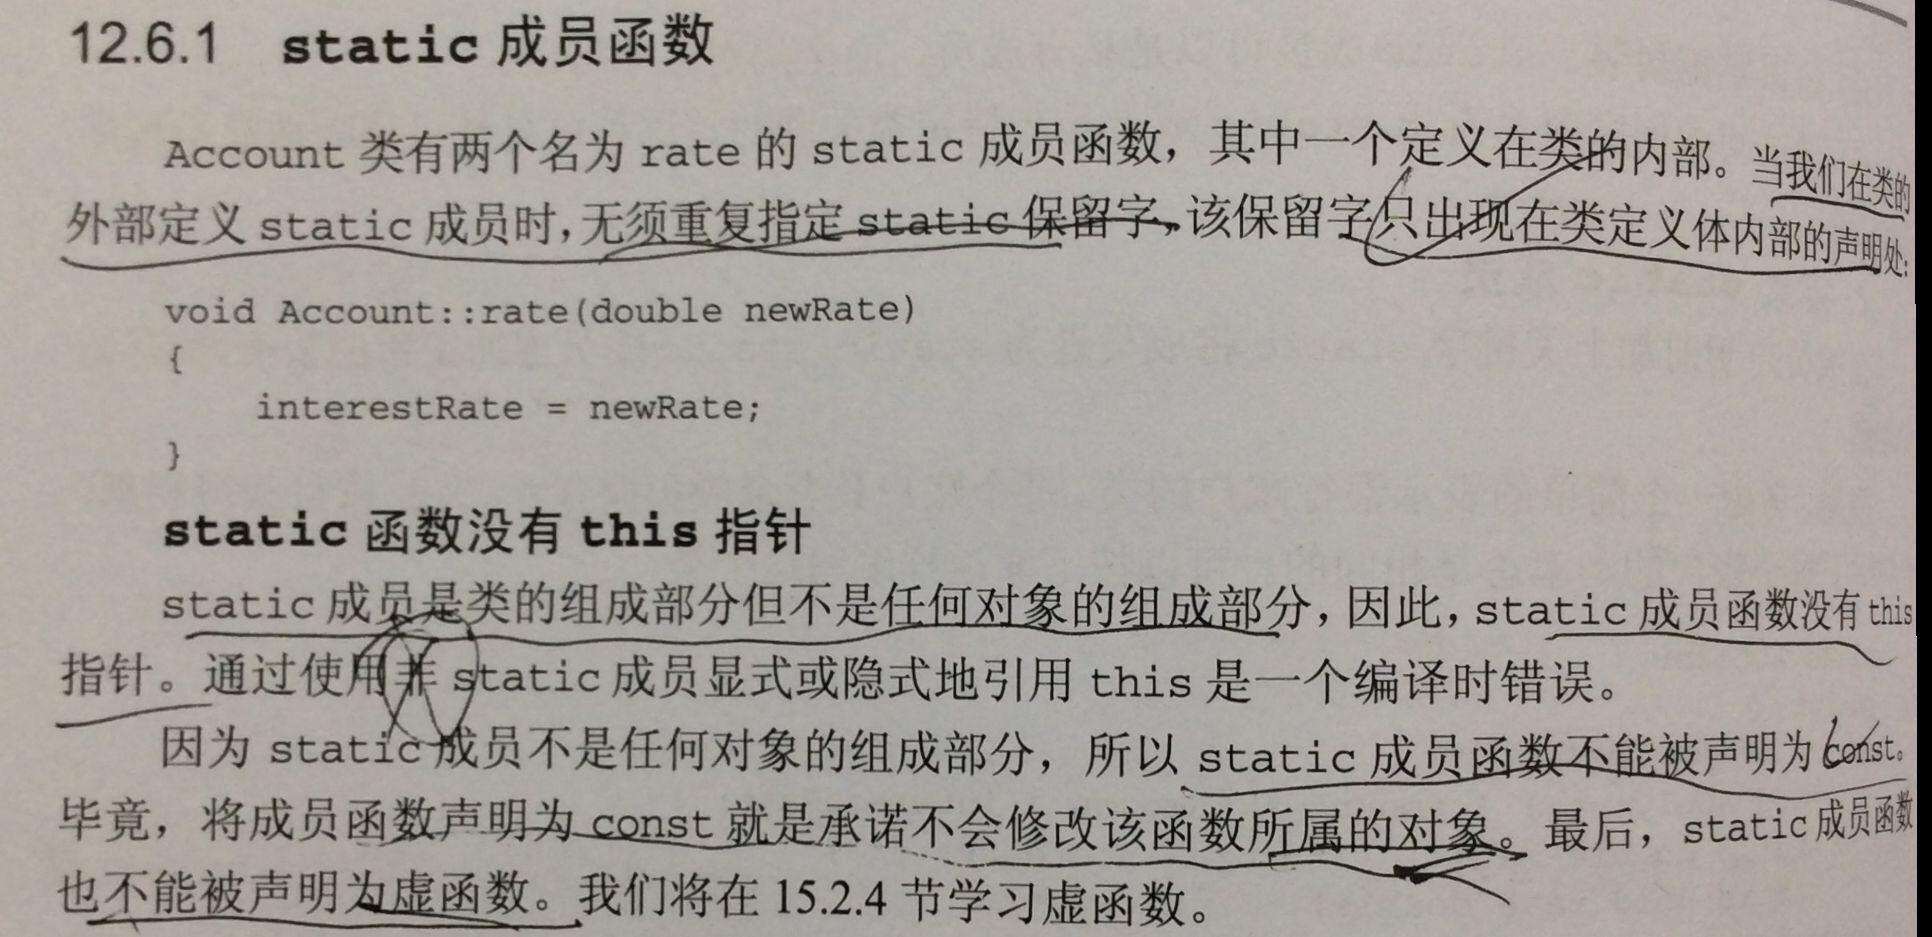 12.6.1 static 成员函数
Account 类有两个名为 rate 的 static 成员函数，其中一个定义在类的内部。当我们在类的
外部定义 static 成员时，无须重复指定 static 保留字，该保留字只出现在类定义体内部的声明处：
void Account::rate(double newRate)
{
    interestRate = newRate;
}
static 函数没有 this 指针
static 成员是类的组成部分但不是任何对象的组成部分，因此，static 成员函数没有 this
指针。通过使用非 static 成员显式或隐式地引用 this 是一个编译时错误。
因为 static 成员不是任何对象的组成部分，所以 static 成员函数不能被声明为 const。
毕竟，将成员函数声明为 const 就是承诺不会修改该函数所属的对象。最后，static 成员函数
也不能被声明为虚函数。我们将在 15.2.4 节学习虚函数。